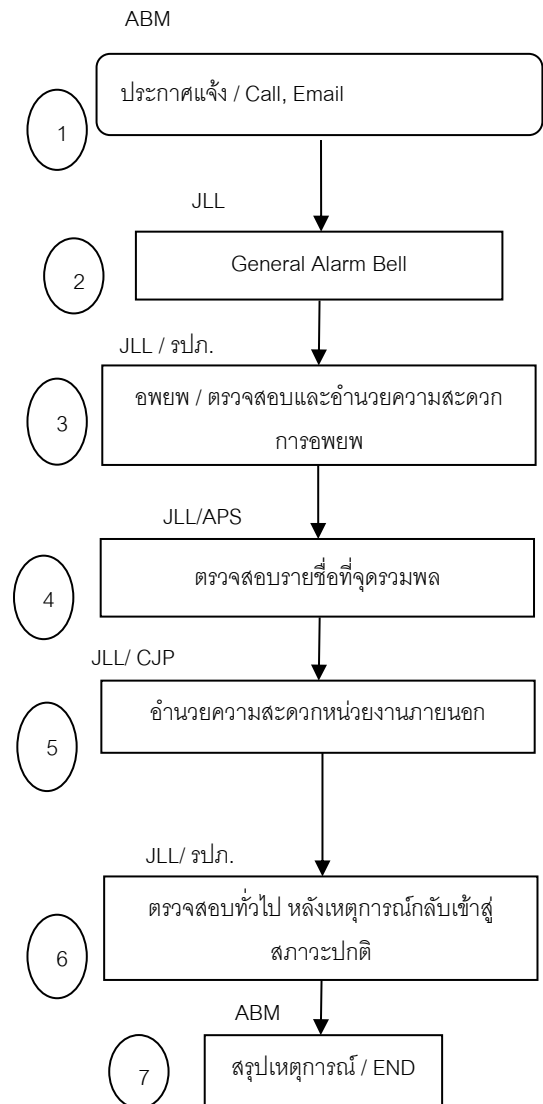 ABM
ประกาศแจ้ง / Call, Email
1
JLL
General Alarm Bell
2
JLL / รปภ.
อพยพ / ตรวจสอบและอำนวยความสะดวก
การอพยพ
3
JLL/APS
ตรวจสอบรายชื่อที่จุดรวมพล
4
JLL/ CJP
อำนวยความสะดวกหน่วยงานภายนอก
5
JLL/ รปภ.
ตรวจสอบทั่วไป หลังเหตุการณ์กลับเข้าสู่
สภาวะปกติ
6
ABM
สรุปเหตุการณ์ / END
7